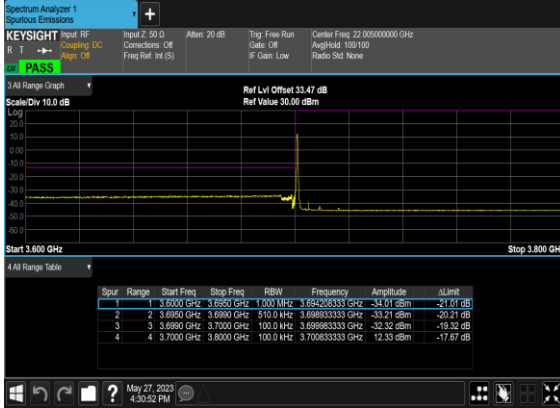 Spectrum Analyzer 1
Spurious Emissions
+
KEYSIGHT Input: RF Input Z: 50 Ω Atten: 20 dB Trig: Free Run Center Freq: 22.005000000 GHz
R T Coupling: DC Corrections: Off Gate: Off Avg|Hold: 100/100
Align: Off Freq Ref: Int (S) IF Gain: Low Radio Std: None
PASS
3 All Range Graph
Ref Lvl Offset 33.47 dB
Scale/Div 10.0 dB Ref Value 30.00 dBm
Log
20.0
10.0
0.00
-10.0
-20.0
-30.0
-40.0
-50.0
-60.0
Start 3.600 GHz Stop 3.800 GH
4 All Range Table
Spur Range Start Freq Stop Freq RBW Frequency Amplitude ΔLimit
1 1 3.6000 GHz 3.6950 GHz 1.000 MHz 3.694208333 GHz -34.01 dBm -21.01 dB
2 2 3.6950 GHz 3.6990 GHz 510.0 kHz 3.698933333 GHz -33.21 dBm -20.21 dB
3 3 3.6990 GHz 3.7000 GHz 100.0 kHz 3.699983333 GHz -32.32 dBm -19.32 dB
4 4 3.7000 GHz 3.8000 GHz 100.0 kHz 3.700833333 GHz 12.33 dBm -17.67 dB
? May 27, 2023
4:30:52 PM